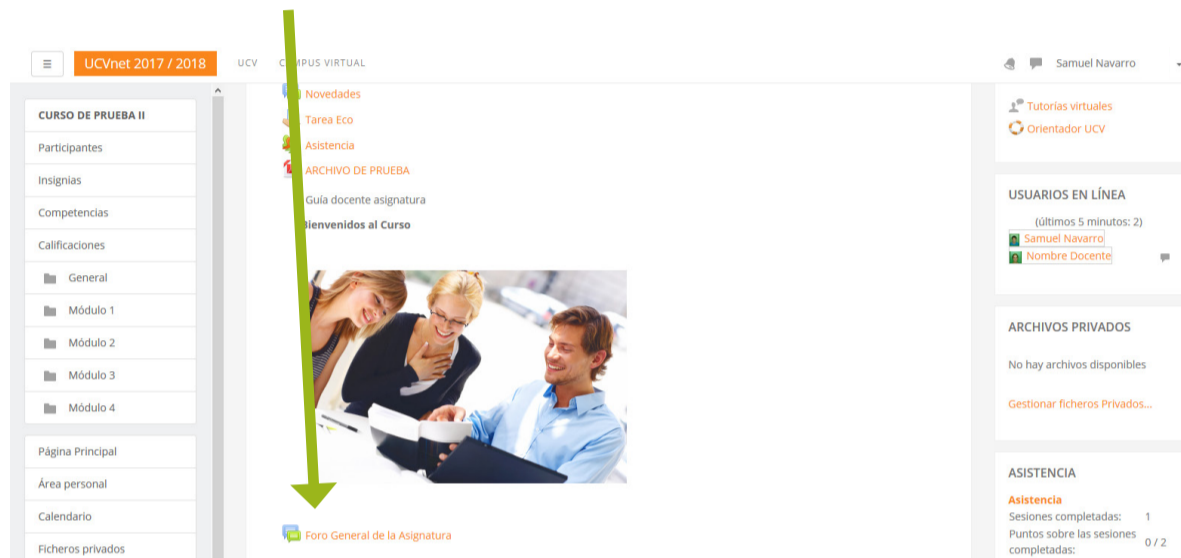 UCVnet 2017 / 2018
UCV
CAMPUS VIRTUAL
Samuel Navarro
CURSO DE PRUEBA II
Participantes
Insignias
Competencias
Calificaciones
General
Módulo 1
Módulo 2
Módulo 3
Módulo 4
Página Principal
Área personal
Calendario
Ficheros privados
Novedades
Tarea Eco
Asistencia
ARCHIVO DE PRUEBA
Guía docente asignatura
Bienvenidos al Curso
Foro General de la Asignatura
Tutorías virtuales
Orientador UCV
USUARIOS EN LÍNEA
(últimos 5 minutos: 2)
Samuel Navarro
Nombre Docente
ARCHIVOS PRIVADOS
No hay archivos disponibles
Gestionar ficheros Privados...
ASISTENCIA
Asistencia
Sesiones completadas: 1
Puntos sobre las sesiones
completadas: 0 / 2